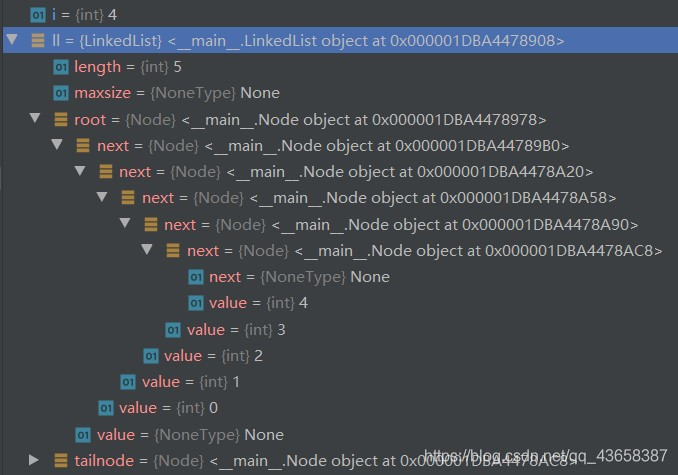 01 i = {int} 4
ll = {LinkedList} <__main__.LinkedList object at 0x000001DBA4478908>
01 length = {int} 5
01 maxsize = {NoneType} None
root = {Node} <__main__.Node object at 0x000001DBA4478978>
next = {Node} <__main__.Node object at 0x000001DBA44789B0>
next = {Node} <__main__.Node object at 0x000001DBA4478A20>
next = {Node} <__main__.Node object at 0x000001DBA4478A58>
next = {Node} <__main__.Node object at 0x000001DBA4478A90>
next = {Node} <__main__.Node object at 0x000001DBA4478AC8>
01 next = {NoneType} None
01 value = {int} 4
01 value = {int} 3
01 value = {int} 2
01 value = {int} 1
01 value = {int} 0
01 value = {NoneType} None
tailnode = {Node} <__main__.Node object at 0x000001DBA4478AC8>
https://blog.csdn.net/qq_43658387